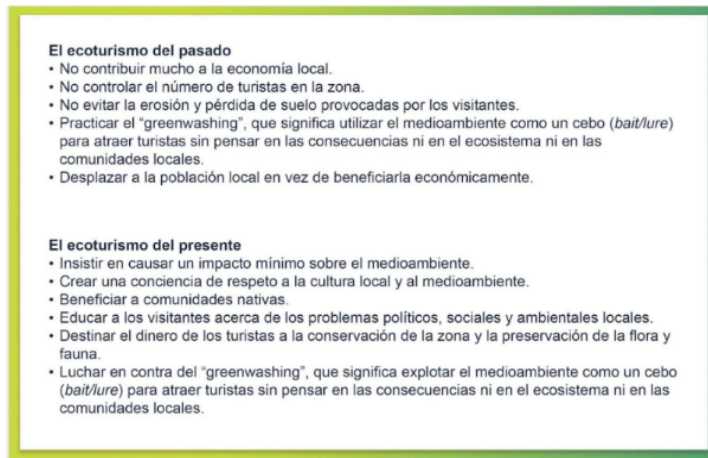 El ecoturismo del pasado
• No contribuir mucho a la economía local.
• No controlar el número de turistas en la zona.
• No evitar la erosión y pérdida de suelo provocadas por los visitantes.
• Practicar el “greenwashing”, que significa utilizar el medioambiente como un cebo (bait/lure)
para atraer turistas sin pensar en las consecuencias ni en el ecosistema ni en las
comunidades locales.
• Desplazar a la población local en vez de beneficiarla económicamente.
El ecoturismo del presente
• Insistir en causar un impacto mínimo sobre el medioambiente.
• Crear una conciencia de respeto a la cultura local y al medioambiente.
• Beneficiar a comunidades nativas.
• Educar a los visitantes acerca de los problemas políticos, sociales y ambientales locales.
• Destinar el dinero de los turistas a la conservación de la zona y la preservación de la flora y
fauna.
• Luchar en contra del “greenwashing”, que significa explotar el medioambiente como un cebo
(bait/lure) para atraer turistas sin pensar en las consecuencias ni en el ecosistema ni en las
comunidades locales.